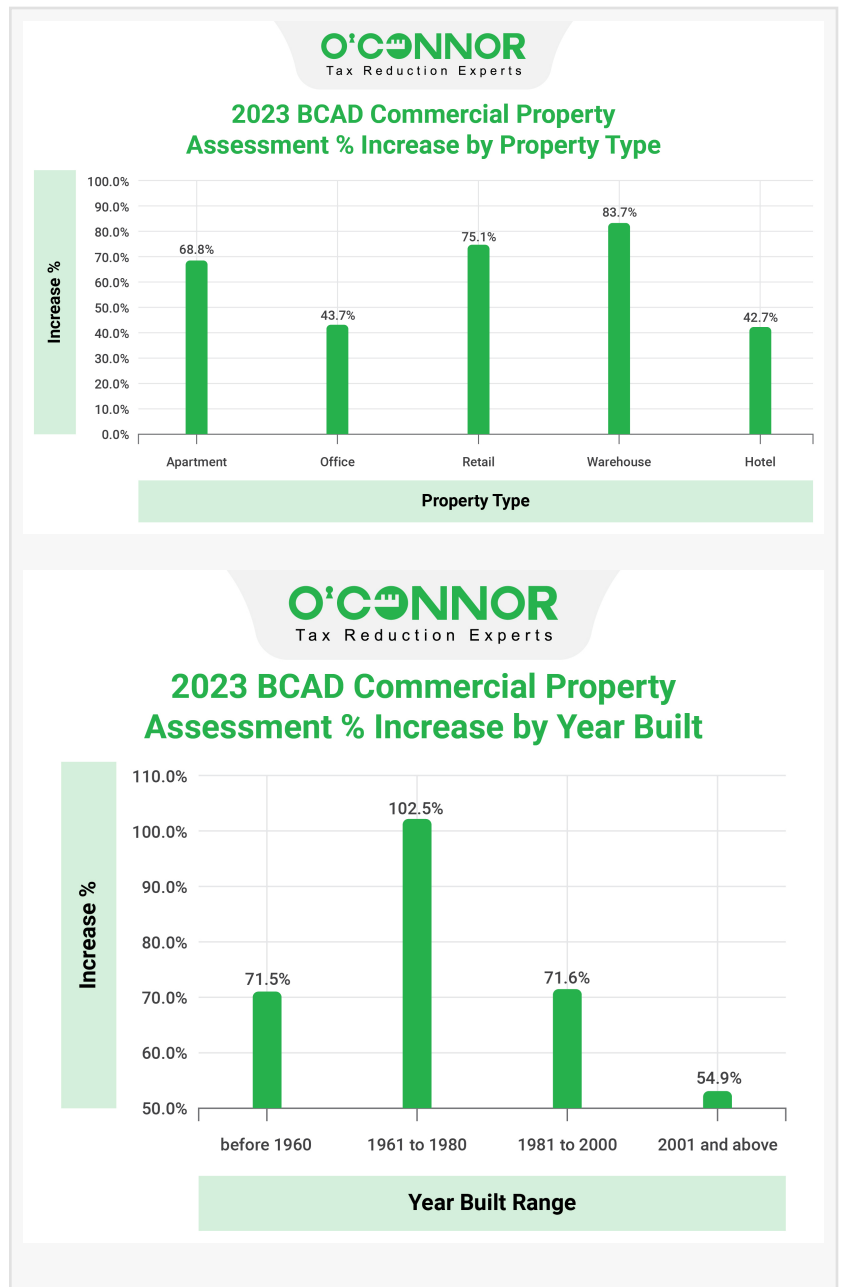 O'CONNOR
Tax Reduction Experts
2023 BCAD Commercial Property
Assessment % Increase by Property Type
Increase %
100.0%
90.0%
80.0%
70.0%
60.0%
50.0%
40.0%
30.0%
20.0%
10.0%
0.0%
68.8%
43.7%
75.1%
83.7%
42.7%
Apartment
Office
Retail
Warehouse
Hotel
Property Type
O'CONNOR
Tax Reduction Experts
2023 BCAD Commercial Property
Assessment % Increase by Year Built
Increase %
110.0%
100.0%
90.0%
80.0%
70.0%
60.0%
50.0%
71.5%
102.5%
71.6%
54.9%
before 1960
1961 to 1980
1981 to 2000
2001 and above
Year Built Range